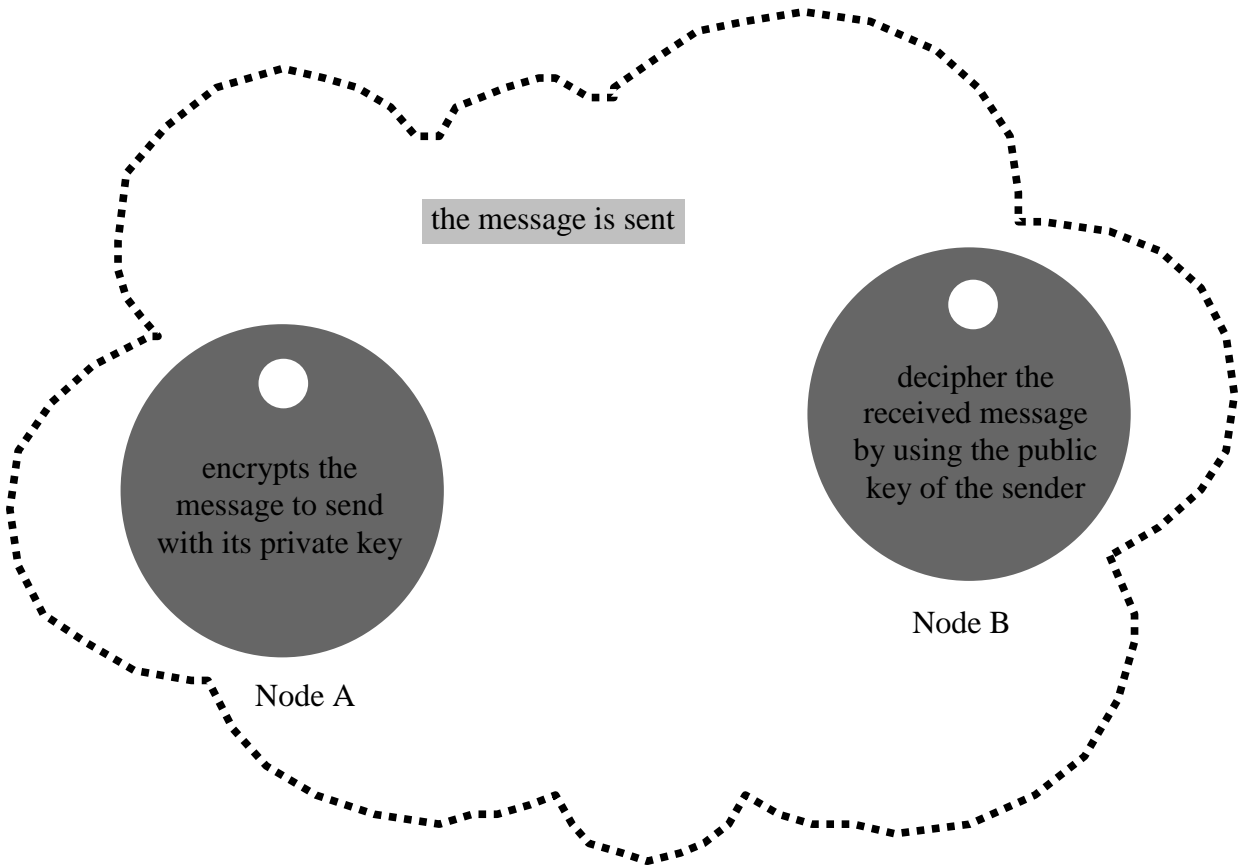 the message is sent
encrypts the
message to send
with its private key
Node A
decipher the
received message
by using the public
key of the sender
Node B